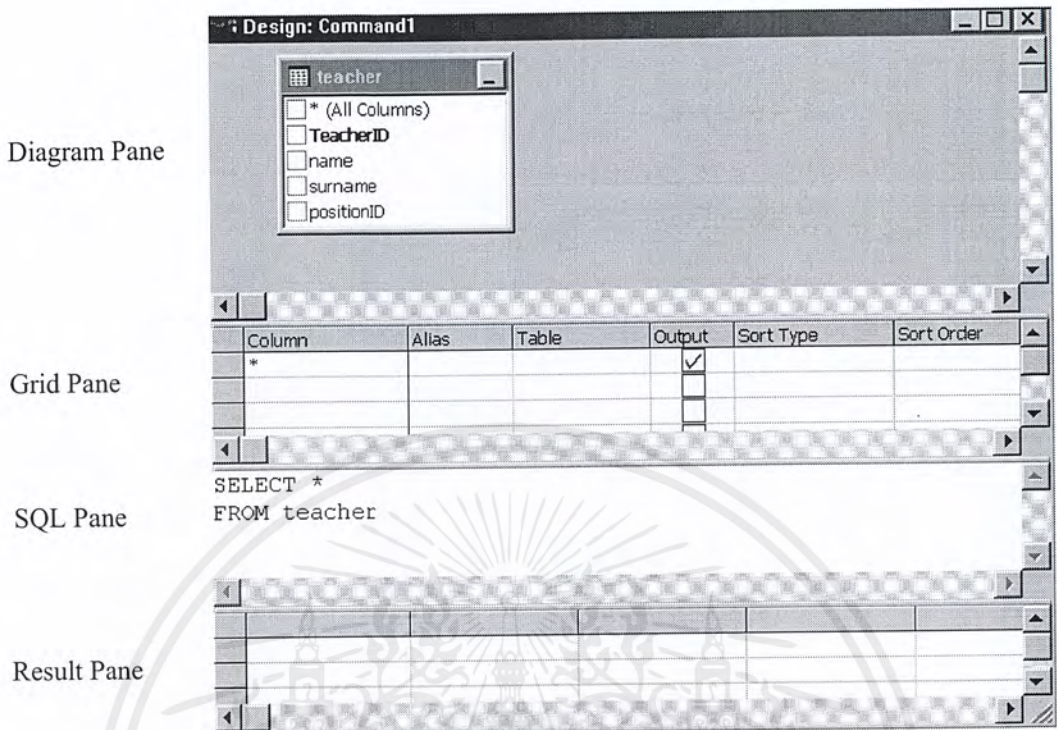 Design: Command1
Diagram Pane
teacher
* (All Columns)
TeacherID
name
surname
positionID
Grid Pane
Column Alias Table Output Sort Type Sort Order
*
SQL Pane
SELECT *
FROM teacher
Result Pane